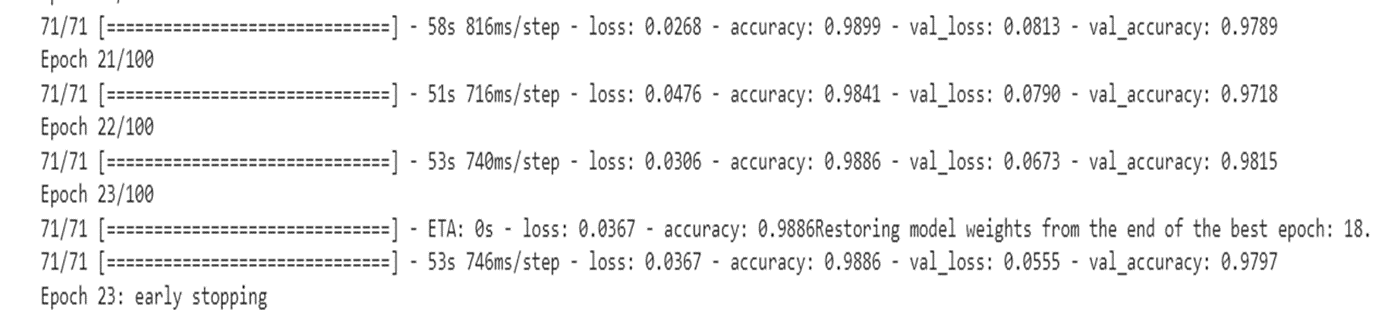 71/71 [==============================] - 58s 816ms/step - loss: 0.0268 - accuracy: 0.9899 - val_loss: 0.0813 - val_accuracy: 0.9789
Epoch 21/100
71/71 [==============================] - 51s 716ms/step - loss: 0.0476 - accuracy: 0.9841 - val_loss: 0.0790 - val_accuracy: 0.9718
Epoch 22/100
71/71 [==============================] - 53s 740ms/step - loss: 0.0306 - accuracy: 0.9886 - val_loss: 0.0673 - val_accuracy: 0.9815
Epoch 23/100
71/71 [==============================] - ETA: 0s - loss: 0.0367 - accuracy: 0.9886Restoring model weights from the end of the best epoch: 18.
71/71 [==============================] - 53s 746ms/step - loss: 0.0367 - accuracy: 0.9886 - val_loss: 0.0555 - val_accuracy: 0.9797
Epoch 23: early stopping